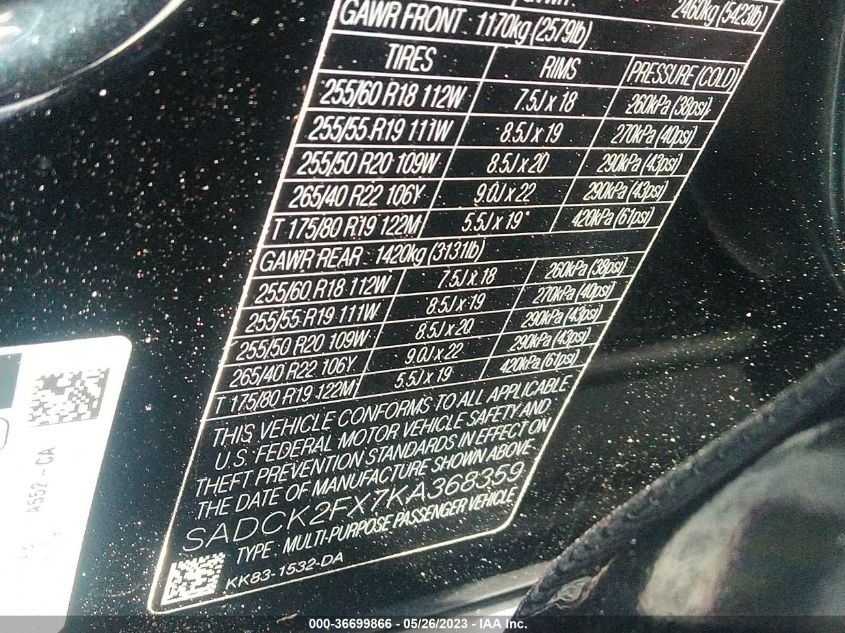 2460kg (5423lb)
GAWR FRONT : 1170kg (2579lb)
TIRES RIMS PRESSURE (COLD)
255/60 R18 112W 7.5J x 18 260kPa (38psi)
255/55 R19 111W 8.5J x 19 270kPa (40psi)
255/50 R20 109W 8.5J x 20 290kPa (43psi)
265/40 R22 106Y 9.0J x 22 290kPa (43psi)
T 175/80 R19 122M 5.5J x 19" 420kPa (61psi)
GAWR REAR : 1420kg (3131lb)
255/60 R18 112W 7.5J x 18 260kPa (38psi)
255/55 R19 111W 8.5J x 19 270kPa (40psi)
255/50 R20 109W 8.5J x 20 290kPa (43psi)
265/40 R22 106Y 9.0J x 22 290kPa (43psi)
T 175/80 R19 122M 5.5J x 19 420kPa (61psi)
THIS VEHICLE CONFORMS TO ALL APPLICABLE
U.S. FEDERAL MOTOR VEHICLE SAFETY AND
THEFT PREVENTION STANDARDS IN EFFECT ON
THE DATE OF MANUFACTURE SHOWN ABOVE
SADCK2FX7KA368359
TYPE : MULTI-PURPOSE PASSENGER VEHICLE
KK83-1532-DA
A552 - CA
000-36699866 / 05/26/2023 / IAA Inc.